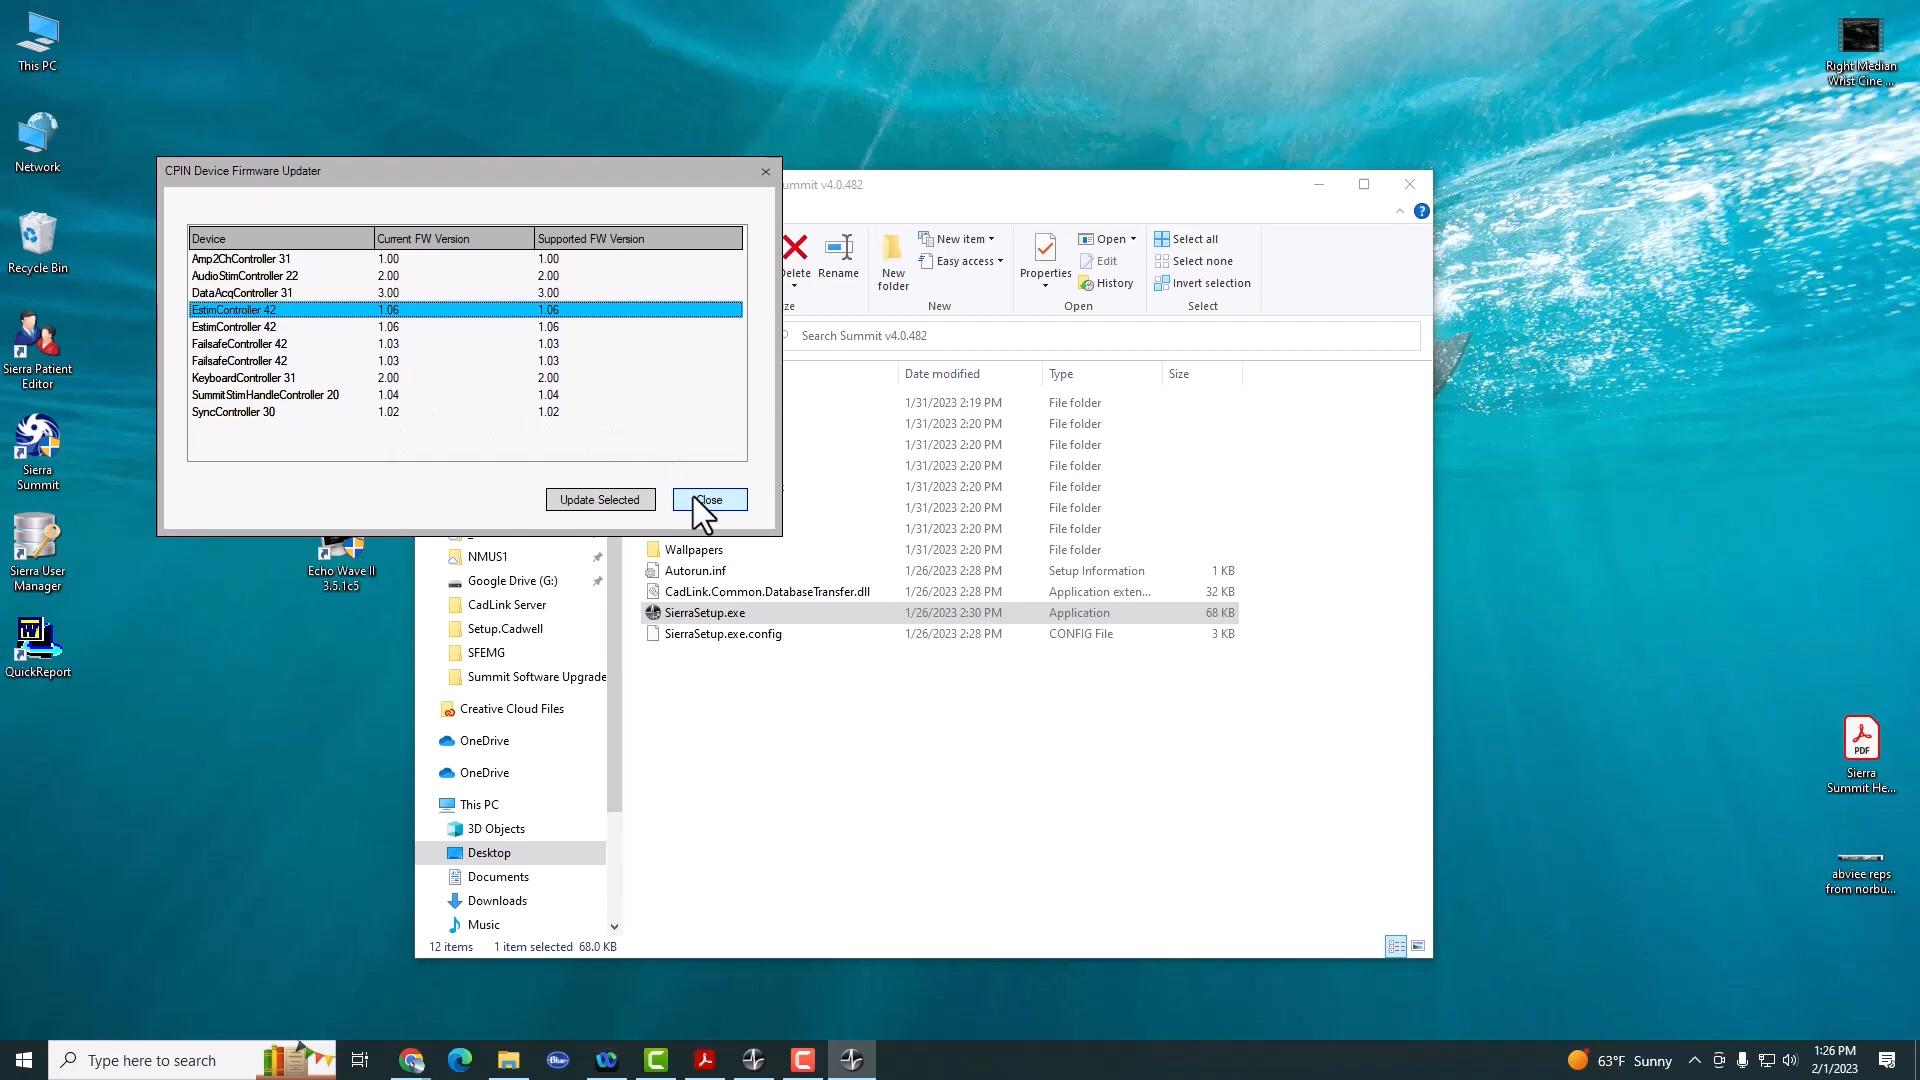 This PC
Network
Recycle Bin
Sierra Patient
Editor
Sierra
Summit
Sierra User
Manager
QuickReport
Echo Wave II
3.5.1c5
CPIN Device Firmware Updater
Device Current FW Version Supported FW Version
Amp2ChController 31 1.00 1.00
AudioStimController 22 2.00 2.00
DataAcqController 31 3.00 3.00
EstimController 42 1.06 1.06
EstimController 42 1.06 1.06
FailsafeController 42 1.03 1.03
FailsafeController 42 1.03 1.03
KeyboardController 31 2.00 2.00
SummitStimHandleController 20 1.04 1.04
SyncController 30 1.02 1.02
Update Selected
Close
ummit v4.0.482
elete
Rename
New
folder
New item
Easy access
New
Properties
Open
Edit
History
Open
Select all
Select none
Invert selection
Select
ze
Search Summit v4.0.482
Date modified Type Size
1/31/2023 2:19 PM File folder
1/31/2023 2:20 PM File folder
1/31/2023 2:20 PM File folder
1/31/2023 2:20 PM File folder
1/31/2023 2:20 PM File folder
1/31/2023 2:20 PM File folder
1/31/2023 2:20 PM File folder
Wallpapers 1/31/2023 2:20 PM File folder
Autorun.inf 1/26/2023 2:28 PM Setup Information 1 KB
CadLink.Common.DatabaseTransfer.dll 1/26/2023 2:28 PM Application exten... 32 KB
SierraSetup.exe 1/26/2023 2:30 PM Application 68 KB
SierraSetup.exe.config 1/26/2023 2:28 PM CONFIG File 3 KB
NMUS1
Google Drive (G:)
CadLink Server
Setup.Cadwell
SFEMG
Summit Software Upgrade
Creative Cloud Files
OneDrive
OneDrive
This PC
3D Objects
Desktop
Documents
Downloads
Music
12 items 1 item selected 68.0 KB
Right Median
Wrist Cine ...
PDF
Sierra
Summit He...
abviee reps
from norbu...
Type here to search
Blue
63°F Sunny
1:26 PM
2/1/2023